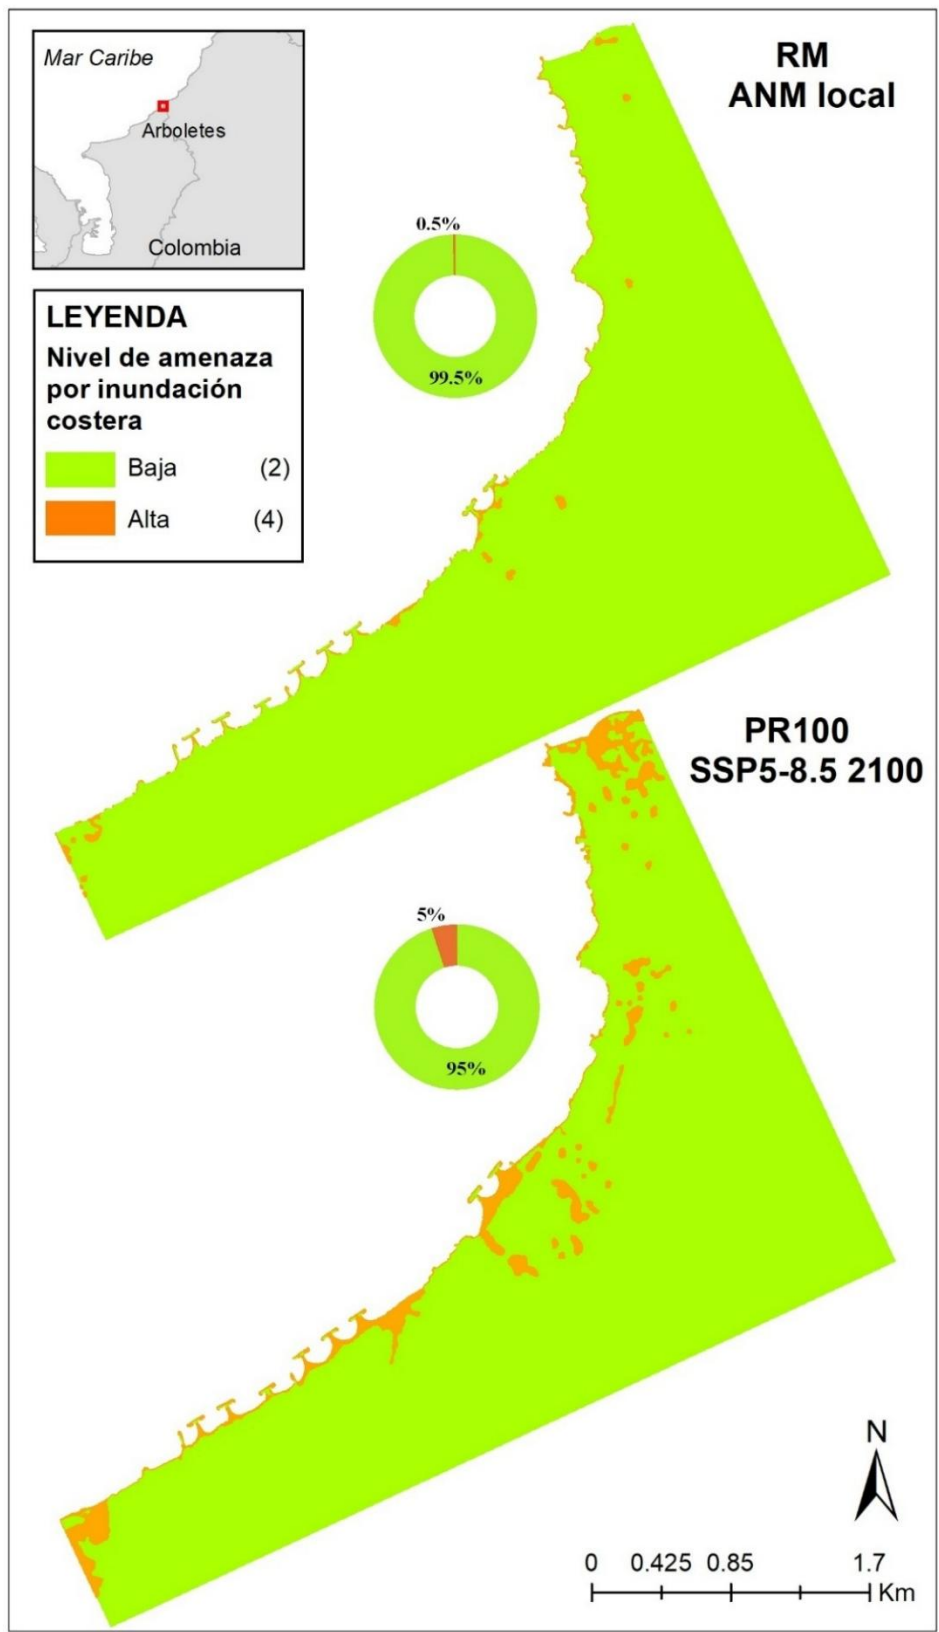 Mar Caribe
Arboletes
Colombia
RM
ANM local
0.5%
99.5%
LEYENDA
Nivel de amenaza
por inundación
costera
Baja (2)
Alta (4)
PR100
SSP5-8.5 2100
5%
95%
N
0 0.425 0.85 1.7
Km